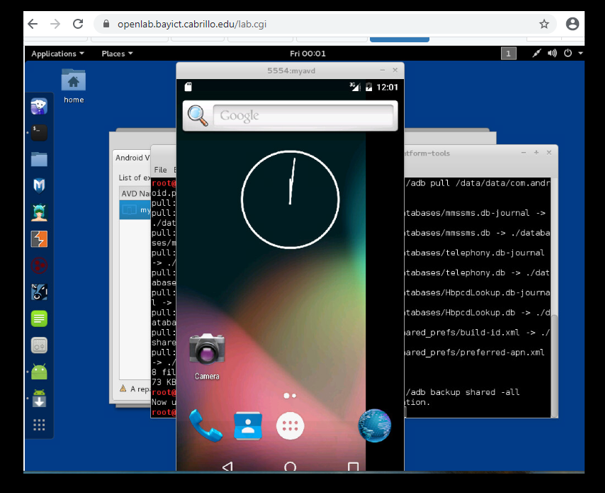 openlab.bayict.cabrillo.edu/lab.cgi
Applications
Places
Fri 00:01
1
home
5554:myavd
12:01
Google
Camera
Android V
List of ex
AVD Na
my
A repa
atform-tools
File E
root@
/adb pull /data/data/com.andr
oid.p
pull:
atabases/mmssms.db-journal ->
./dat
pull:
atabases/mmssms.db -> ./databa
ses/m
pull:
atabases/telephony.db-journal
-> ./
pull:
atabases/telephony.db -> ./dat
abase
pull:
atabases/HbpcdLookup.db-journa
l -> 
pull:
atabases/HbpcdLookup.db -> ./d
ataba
pull:
ared_prefs/build-id.xml -> ./
share
pull:
ared_prefs/preferred-apn.xml
-> ./
8 fil
73 KB
root@
/adb backup shared -all
Now u
tion.
root@